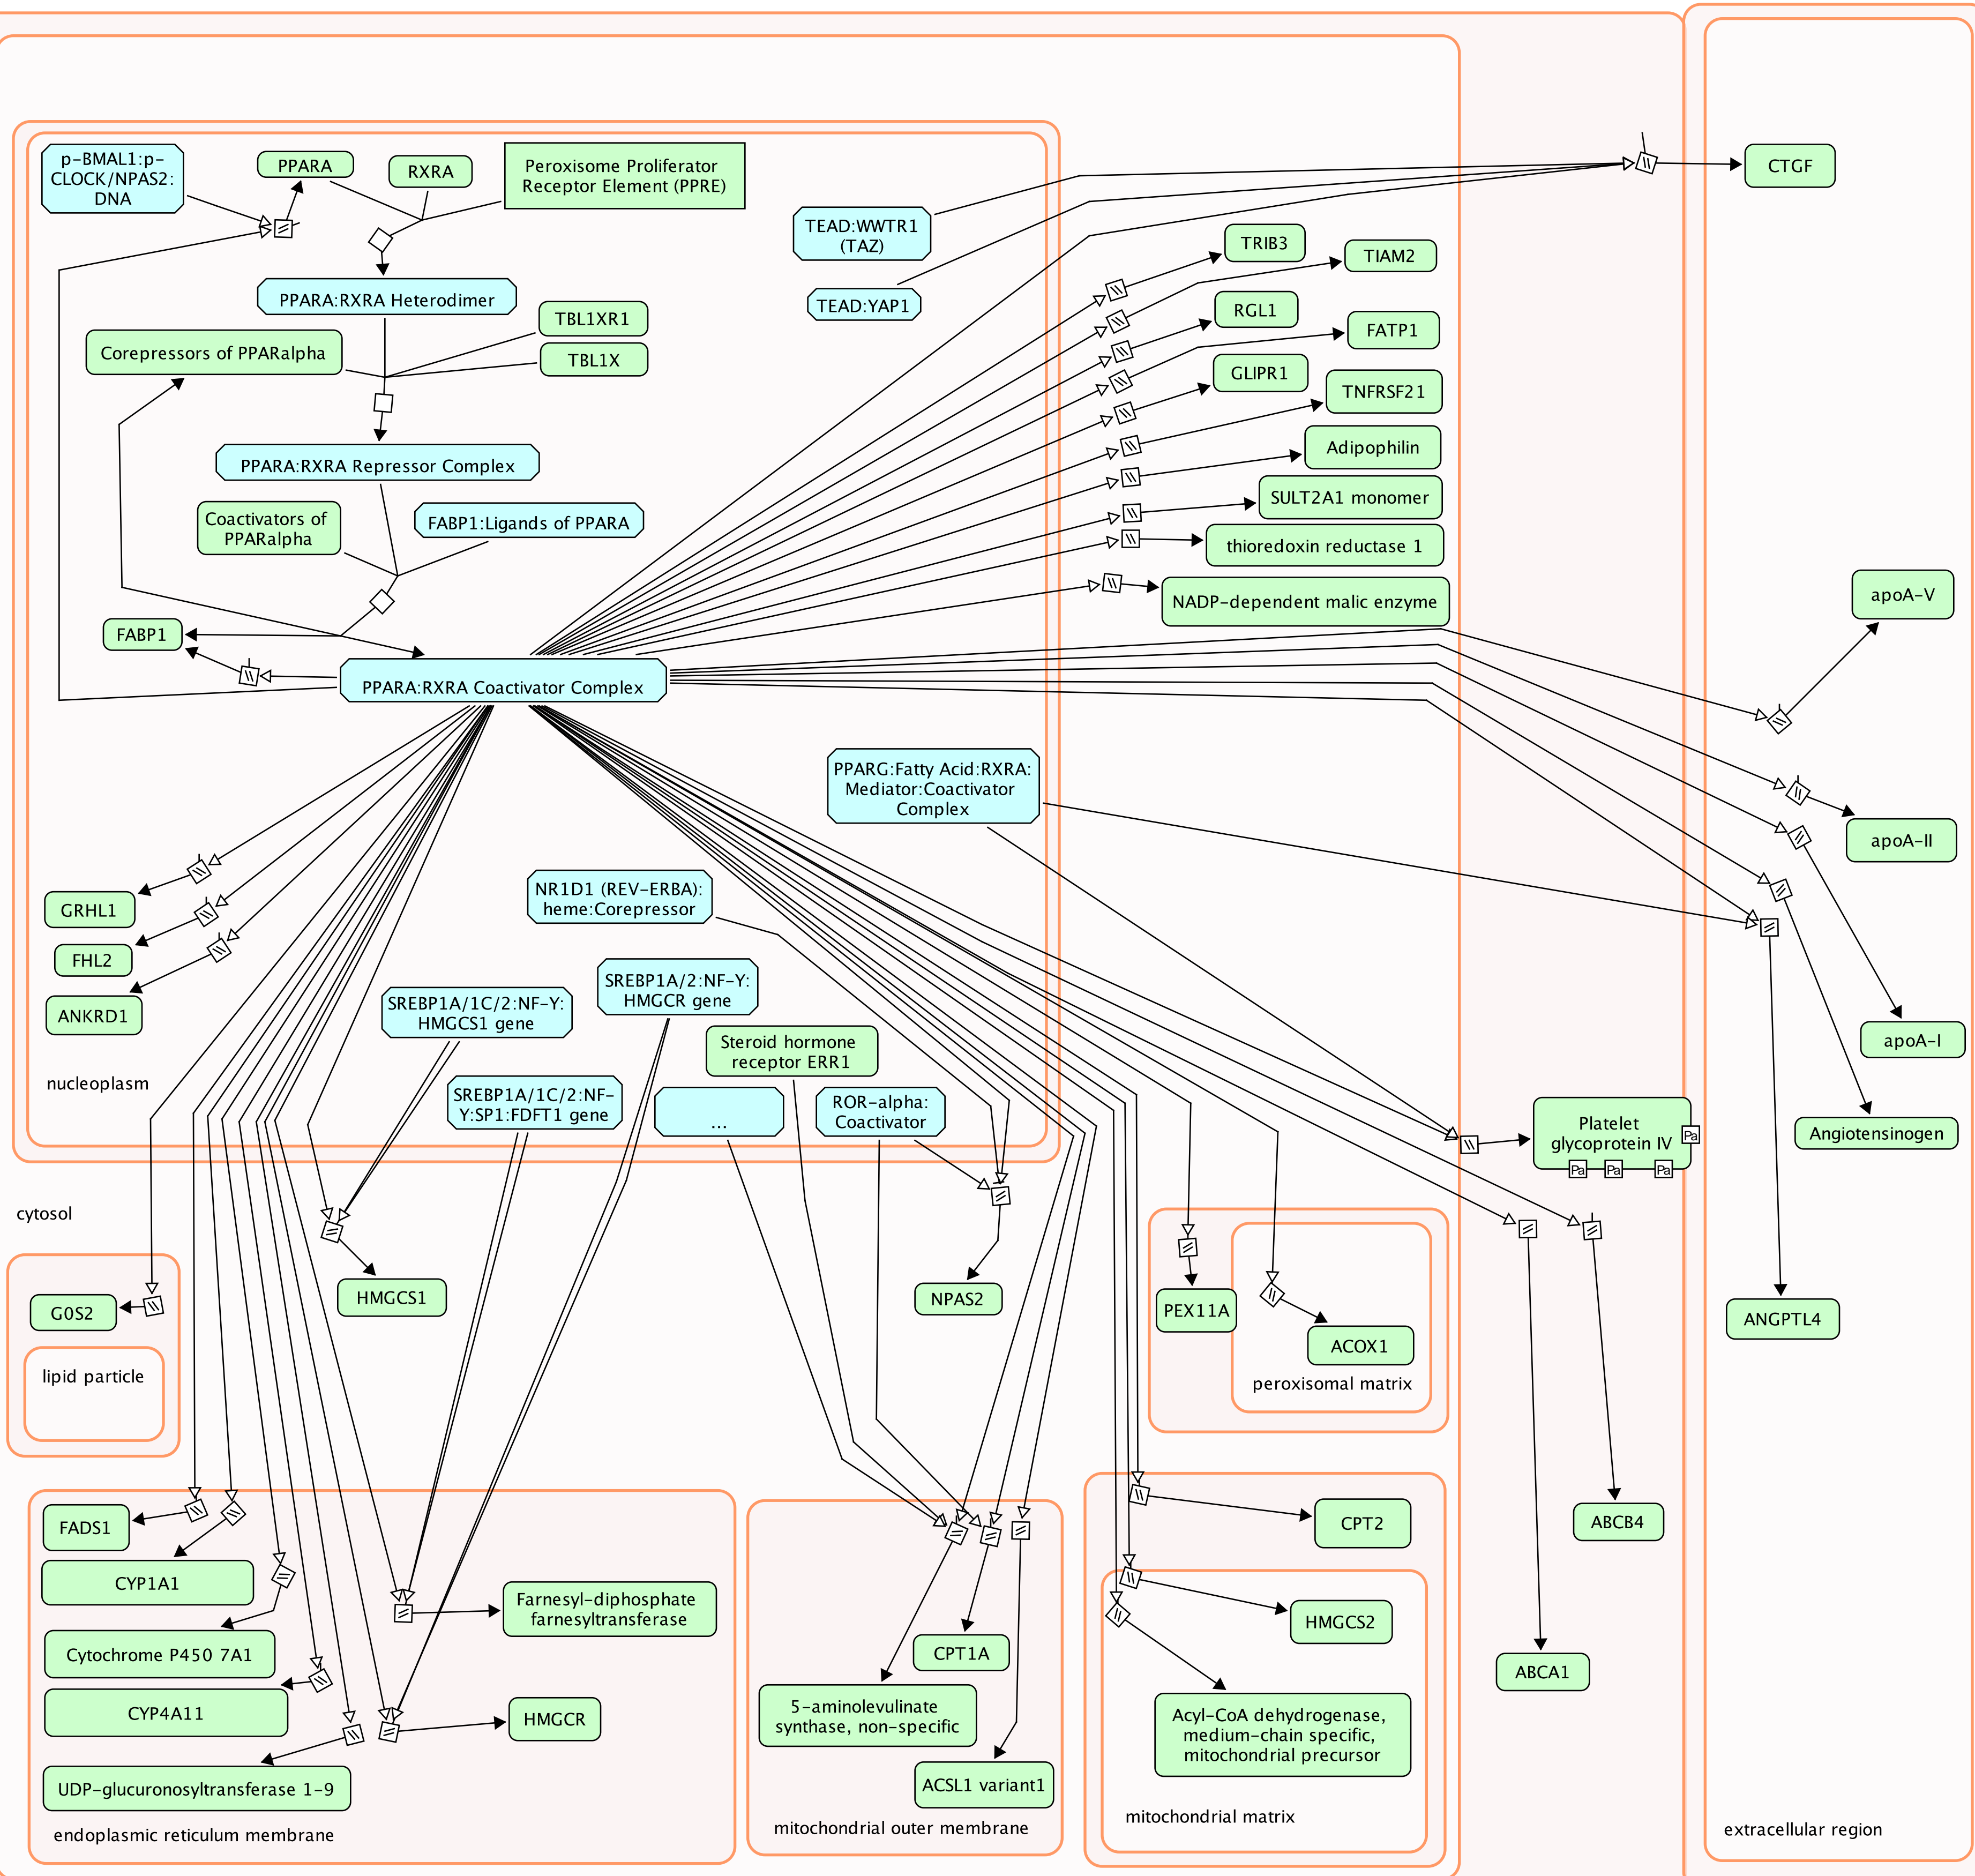 p-BMAL1:p-
CLOCK/NPAS2:
DNA
PPARA
RXRA
Peroxisome Proliferator
Receptor Element (PPRE)
CTGF
TEAD:WWTR1
(TAZ)
TRIB3
TIAM2
PPARA:RXRA Heterodimer
TEAD:YAP1
RGL1
TBL1XR1
FATP1
Corepressors of PPARalpha
TBL1X
GLIPR1
TNFRSF21
Adipophilin
PPARA:RXRA Repressor Complex
SULT2A1 monomer
Coactivators of
PPARalpha
FABP1:Ligands of PPARA
thioredoxin reductase 1
NADP-dependent malic enzyme
apoA-V
FABP1
PPARA:RXRA Coactivator Complex
PPARG:Fatty Acid:RXRA:
Mediator:Coactivator
Complex
apoA-II
NR1D1 (REV-ERBA):
heme:Corepressor
GRHL1
FHL2
ANKRD1
SREBP1A/1C/2:NF-Y:
HMGCS1 gene
SREBP1A/2:NF-Y:
HMGCR gene
Steroid hormone
receptor ERR1
apoA-I
nucleoplasm
SREBP1A/1C/2:NF-
Y:SP1:FDFT1 gene
...
ROR-alpha:
Coactivator
Platelet
glycoprotein IV
Pa
Pa
Pa
Pa
Angiotensinogen
cytosol
G0S2
HMGCS1
NPAS2
PEX11A
ACOX1
ANGPTL4
lipid particle
peroxisomal matrix
FADS1
CPT2
ABCB4
CYP1A1
Farnesyl-diphosphate
farnesyltransferase
HMGCS2
Cytochrome P450 7A1
CPT1A
ABCA1
CYP4A11
HMGCR
5-aminolevulinate
synthase, non-specific
Acyl-CoA dehydrogenase,
medium-chain specific,
mitochondrial precursor
UDP-glucuronosyltransferase 1-9
ACSL1 variant1
endoplasmic reticulum membrane
mitochondrial outer membrane
mitochondrial matrix
extracellular region